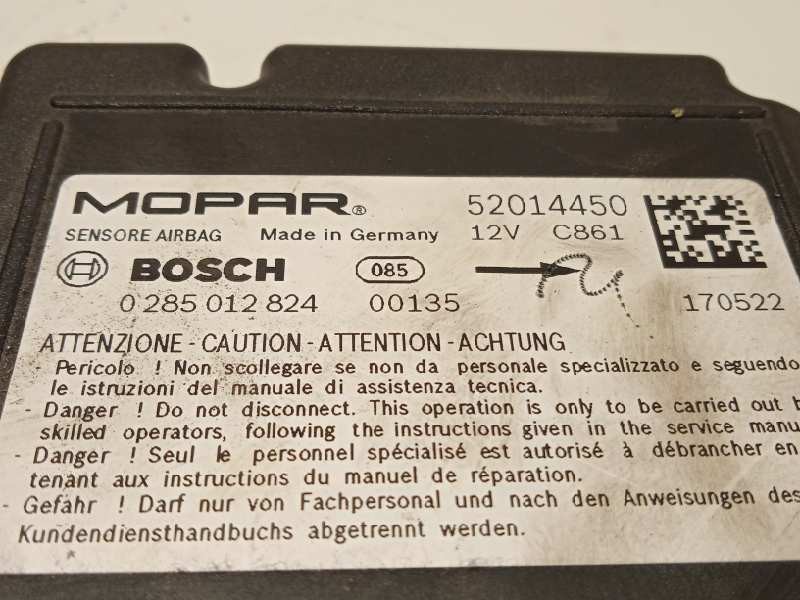 MOPAR® 52014450
SENSORE AIRBAG Made in Germany 12V C861
BOSCH 085
0 285 012 824 00135 170522
ATTENZIONE - CAUTION - ATTENTION - ACHTUNG
- Pericolo ! Non scollegare se non da personale specializzato e seguendo
le istruzioni del manuale di assistenza tecnica.
- Danger ! Do not disconnect. This operation is only to be carried out
skilled operators, following the instructions given in the service manu
- Danger ! Seul le personnel spécialisé est autorisé à débrancher en
tenant aux instructions du manuel de réparation.
- Gefahr ! Darf nur von Fachpersonal und nach den Anweisungen des
Kundendiensthandbuchs abgetrennt werden.